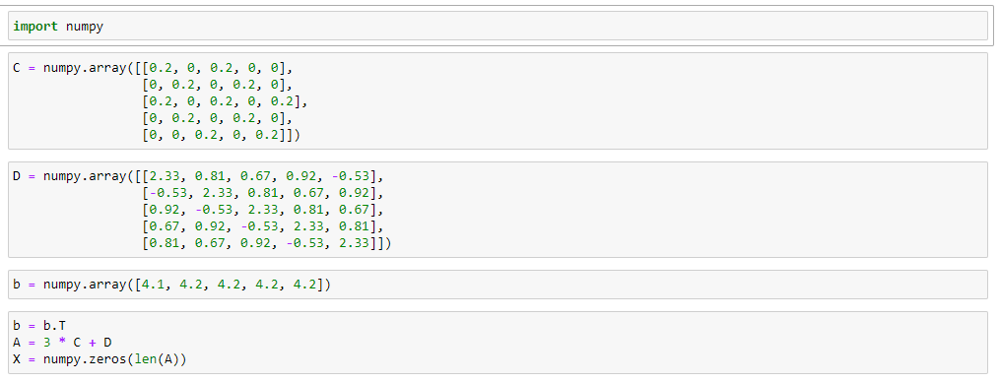 import numpy
C = numpy.array([[0.2, 0, 0.2, 0, 0],
[0, 0.2, 0, 0.2, 0],
[0.2, 0, 0.2, 0, 0.2],
[0, 0.2, 0, 0.2, 0],
[0, 0, 0.2, 0, 0.2]])
D = numpy.array([[2.33, 0.81, 0.67, 0.92, -0.53],
[-0.53, 2.33, 0.81, 0.67, 0.92],
[0.92, -0.53, 2.33, 0.81, 0.67],
[0.67, 0.92, -0.53, 2.33, 0.81],
[0.81, 0.67, 0.92, -0.53, 2.33]])
b = numpy.array([4.1, 4.2, 4.2, 4.2, 4.2])
b = b.T
A = 3 * C + D
X = numpy.zeros(len(A))